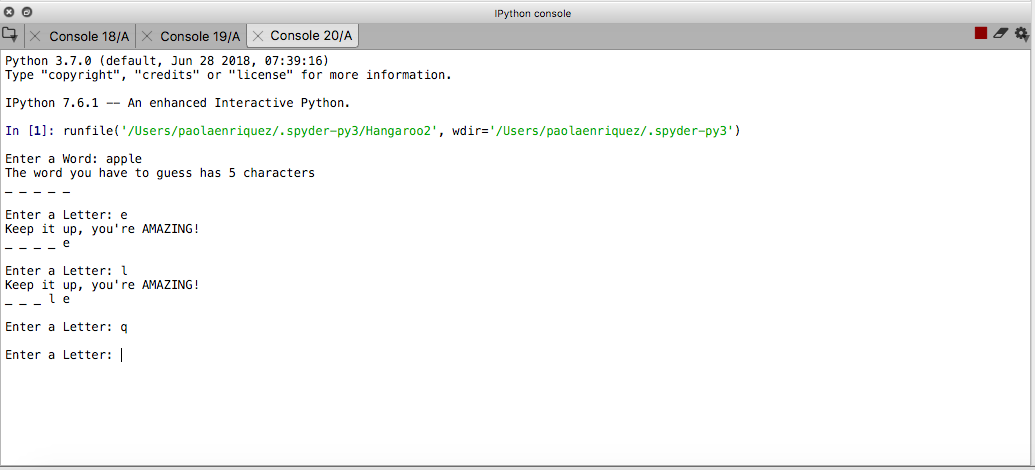 IPython console
Console 18/A
Console 19/A
Console 20/A
Python 3.7.0 (default, Jun 28 2018, 07:39:16)
Type "copyright", "credits" or "license" for more information.
IPython 7.6.1 -- An enhanced Interactive Python.
In [1]: runfile('/Users/paolaenriquez/.spyder-py3/Hangaroo2', wdir='/Users/paolaenriquez/.spyder-py3')
Enter a Word: apple
The word you have to guess has 5 characters
_ _ _ _ _
Enter a Letter: e
Keep it up, you're AMAZING!
_ _ _ _ e
Enter a Letter: l
Keep it up, you're AMAZING!
_ _ _ l e
Enter a Letter: q
Enter a Letter: